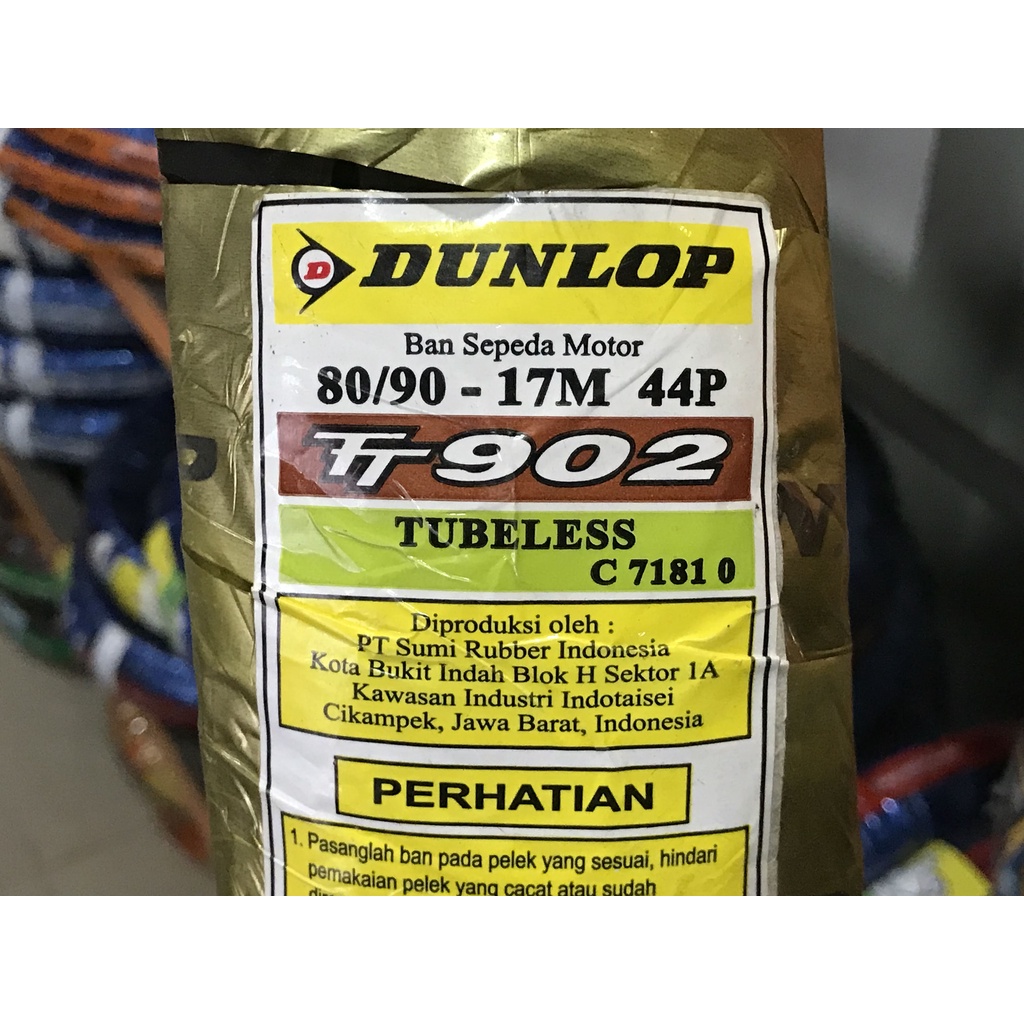 D DUNLOP
Ban Sepeda Motor
80/90 - 17M 44P
TT902
TUBELESS
C 7181 0
Diproduksi oleh :
PT Sumi Rubber Indonesia
Kota Bukit Indah Blok H Sektor 1A
Kawasan Industri Indotaisei
Cikampek, Jawa Barat, Indonesia
PERHATIAN
1. Pasanglah ban pada pelek yang sesuai, hindari
pemakaian pelek yang cacat atau sudah